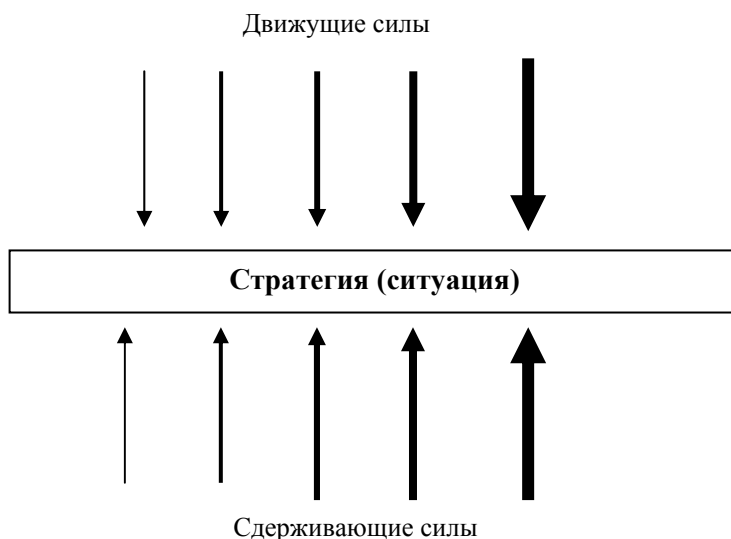 Движущие силы
Стратегия (ситуация)
Сдерживающие силы